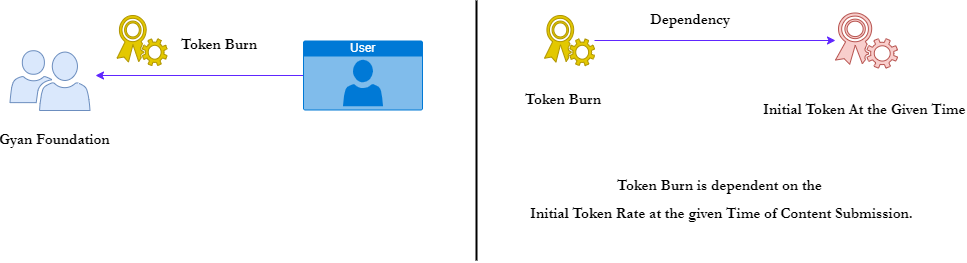 Token Burn
User
Gyan Foundation
Dependency
Token Burn
Initial Token At the Given Time
Token Burn is dependent on the
Initial Token Rate at the given Time of Content Submission.